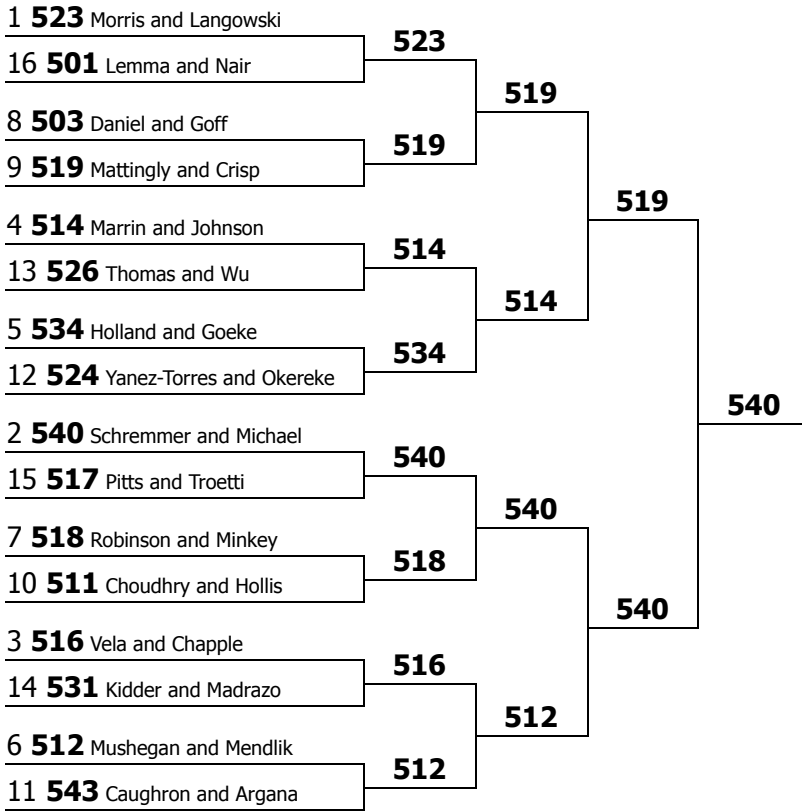 1 523 Morris and Langowski
523
16 501 Lemma and Nair
519
8 503 Daniel and Goff
519
9 519 Mattingly and Crisp
519
4 514 Marrin and Johnson
514
13 526 Thomas and Wu
514
5 534 Holland and Goeke
534
12 524 Yanez-Torres and Okereke
540
2 540 Schremmer and Michael
540
15 517 Pitts and Troetti
540
7 518 Robinson and Minkey
518
10 511 Choudhry and Hollis
540
3 516 Vela and Chapple
516
14 531 Kidder and Madrazo
512
6 512 Mushegan and Mendlik
512
11 543 Caughron and Argana